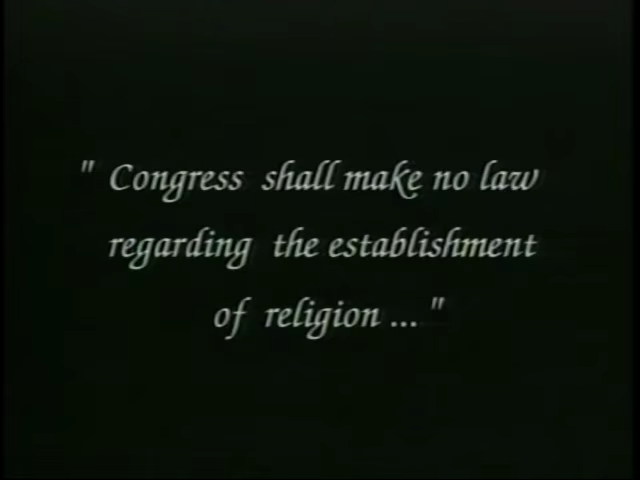 " Congress shall make no law
regarding the establishment
of religion ... "